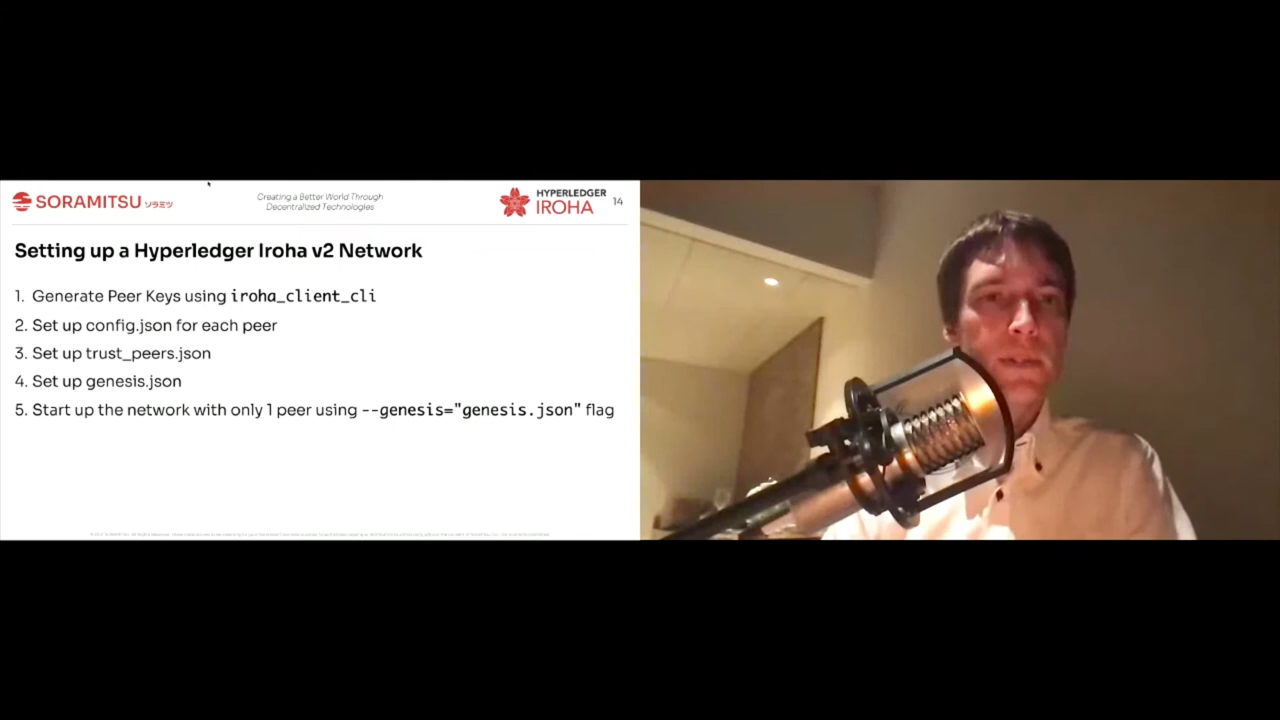 SORAMITSU ソラミツ
Creating a Better World Through
Decentralized Technologies
HYPERLEDGER
IROHA
14
Setting up a Hyperledger Iroha v2 Network
1. Generate Peer Keys using iroha_client_cli
2. Set up config.json for each peer
3. Set up trust_peers.json
4. Set up genesis.json
5. Start up the network with only 1 peer using --genesis="genesis.json" flag